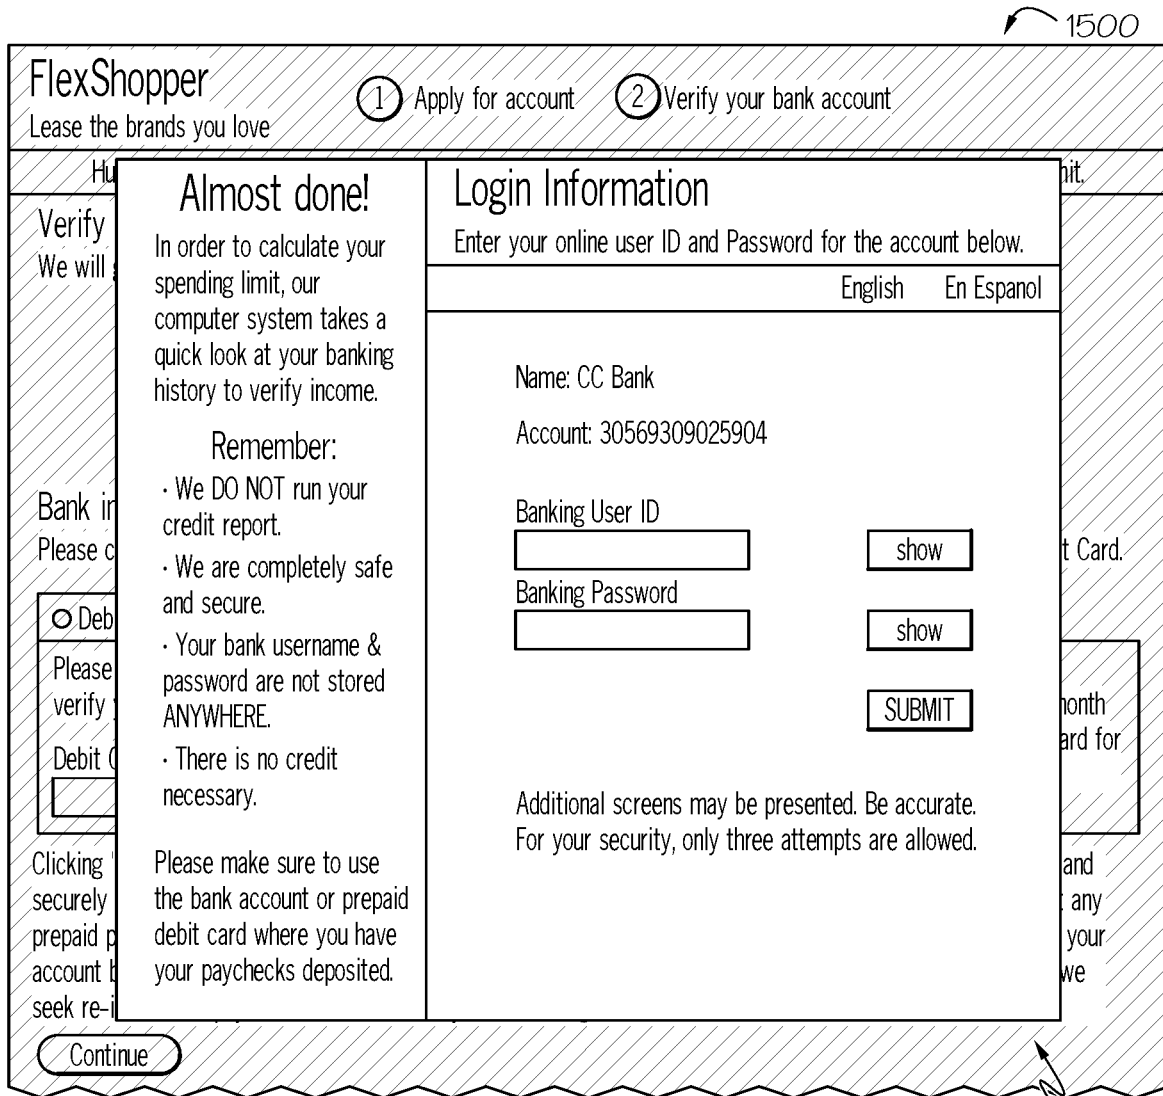 1500
FlexShopper
Lease the brands you love
1 Apply for account 2 Verify your bank account
Almost done!
In order to calculate your
spending limit, our
computer system takes a
quick look at your banking
history to verify income.
Remember:
· We DO NOT run your
credit report.
· We are completely safe
and secure.
· Your bank username &
password are not stored
ANYWHERE.
· There is no credit
necessary.
Please make sure to use
the bank account or prepaid
debit card where you have
your paychecks deposited.
Login Information
Enter your online user ID and Password for the account below.
English En Espanol
Name: CC Bank
Account: 30569309025904
Banking User ID
show
Banking Password
show
SUBMIT
Additional screens may be presented. Be accurate.
For your security, only three attempts are allowed.
Verify
We will
Bank
Please
t Card.
Please
verify
Debit
ard for
Clicking
securely
prepaid
account
seek
and
any
your
we
Continue